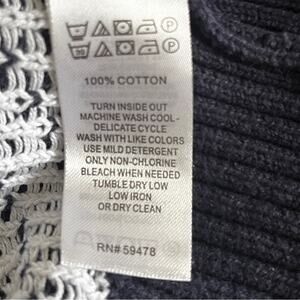 100% COTTON
TURN INSIDE OUT
MACHINE WASH COOL-
DELICATE CYCLE
WASH WITH LIKE COLORS
USE MILD DETERGENT
ONLY NON-CHLORINE
BLEACH WHEN NEEDED
TUMBLE DRY LOW
LOW IRON
OR DRY CLEAN
RN# 59478